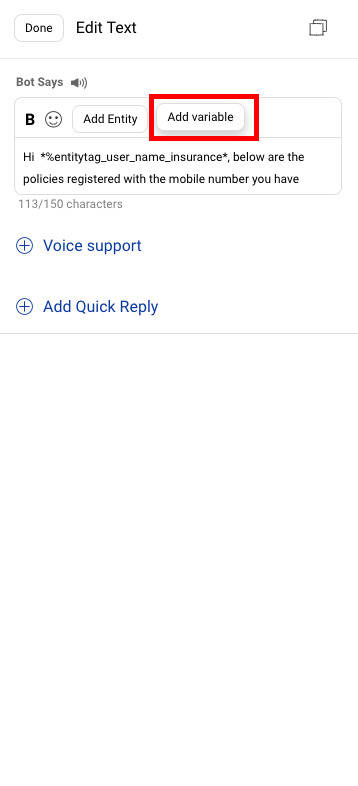 Done
Edit Text
Bot Says
B
Add Entity
Add variable
Hi  *%entitytag_user_name_insurance*, below are the
policies registered with the mobile number you have
113/150 characters
Voice support
Add Quick Reply